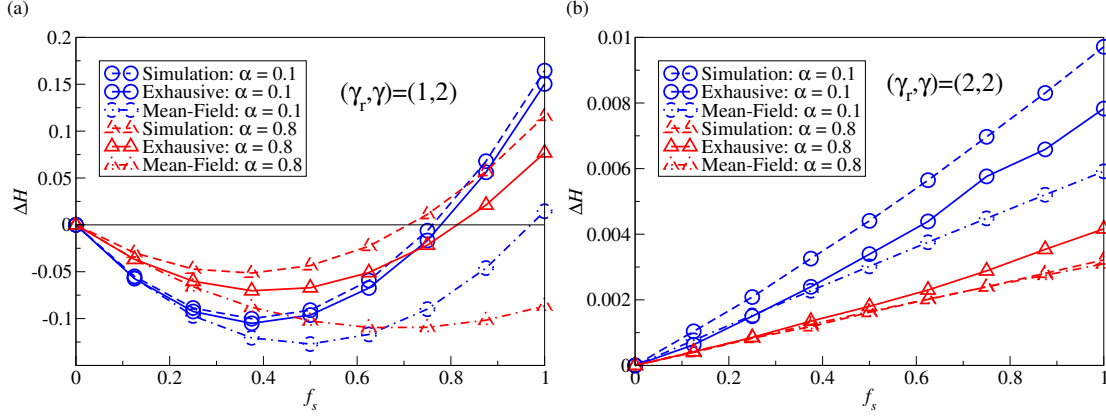 (a)
0.2
0.15
0.1
0.05
0
-0.05
-0.1
ΔH
Simulation: α = 0.1
Exhausive: α = 0.1
Mean-Field: α = 0.1
Simulation: α = 0.8
Exhausive: α = 0.8
Mean-Field: α = 0.8
(γr,γ)=(1,2)
0 0.2 0.4 0.6 0.8 1
fs
(b)
0.01
0.008
0.006
0.004
0.002
0
ΔH
Simulation: α = 0.1
Exhausive: α = 0.1
Mean-Field: α = 0.1
Simulation: α = 0.8
Exhausive: α = 0.8
Mean-Field: α = 0.8
(γr,γ)=(2,2)
0 0.2 0.4 0.6 0.8 1
fs